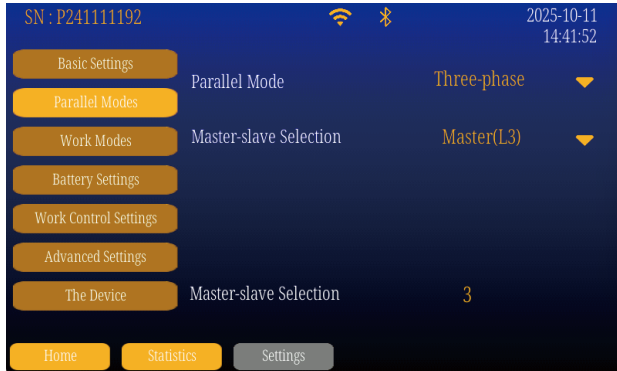 SN : P241111192
2025-10-11
14:41:52
Basic Settings
Parallel Modes
Work Modes
Battery Settings
Work Control Settings
Advanced Settings
The Device
Parallel Mode
Three-phase
Master-slave Selection
Master(L3)
Master-slave Selection
3
Home
Statistics
Settings